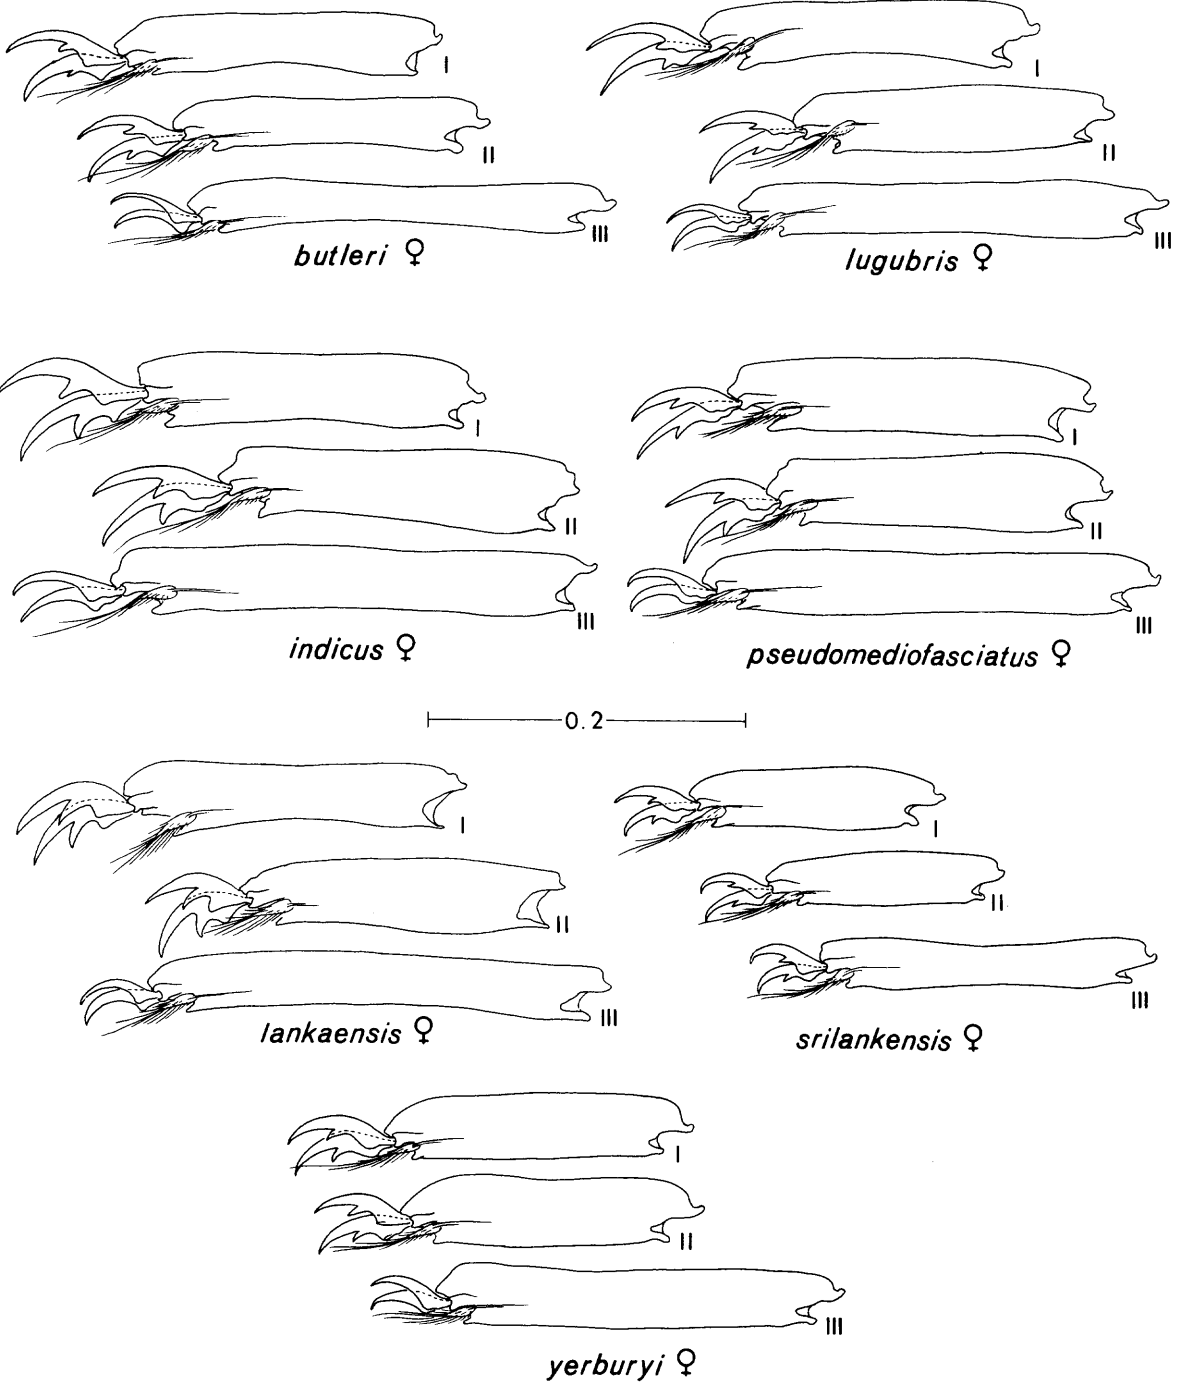 I
II
III
butleri ♀
I
II
III
lugubris ♀
I
II
III
indicus ♀
I
II
III
pseudomediofasciatus ♀
0.2
I
II
III
lankaensis ♀
I
II
III
srilankensis ♀
I
II
III
yerburyi ♀